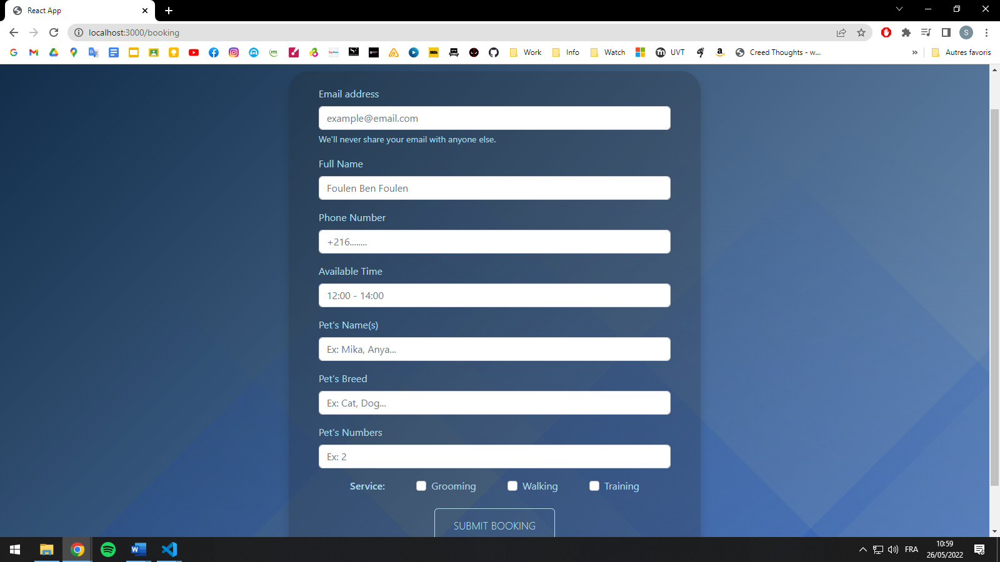 React App
localhost:3000/booking
S
Work
Info
Watch
UVT
Creed Thoughts - w...
»
Autres favoris
Email address
example@email.com
We'll never share your email with anyone else.
Full Name
Foulen Ben Foulen
Phone Number
+216........
Available Time
12:00 - 14:00
Pet's Name(s)
Ex: Mika, Anya...
Pet's Breed
Ex: Cat, Dog...
Pet's Numbers
Ex: 2
Service: Grooming Walking Training
SUBMIT BOOKING
FRA
10:59
26/05/2022